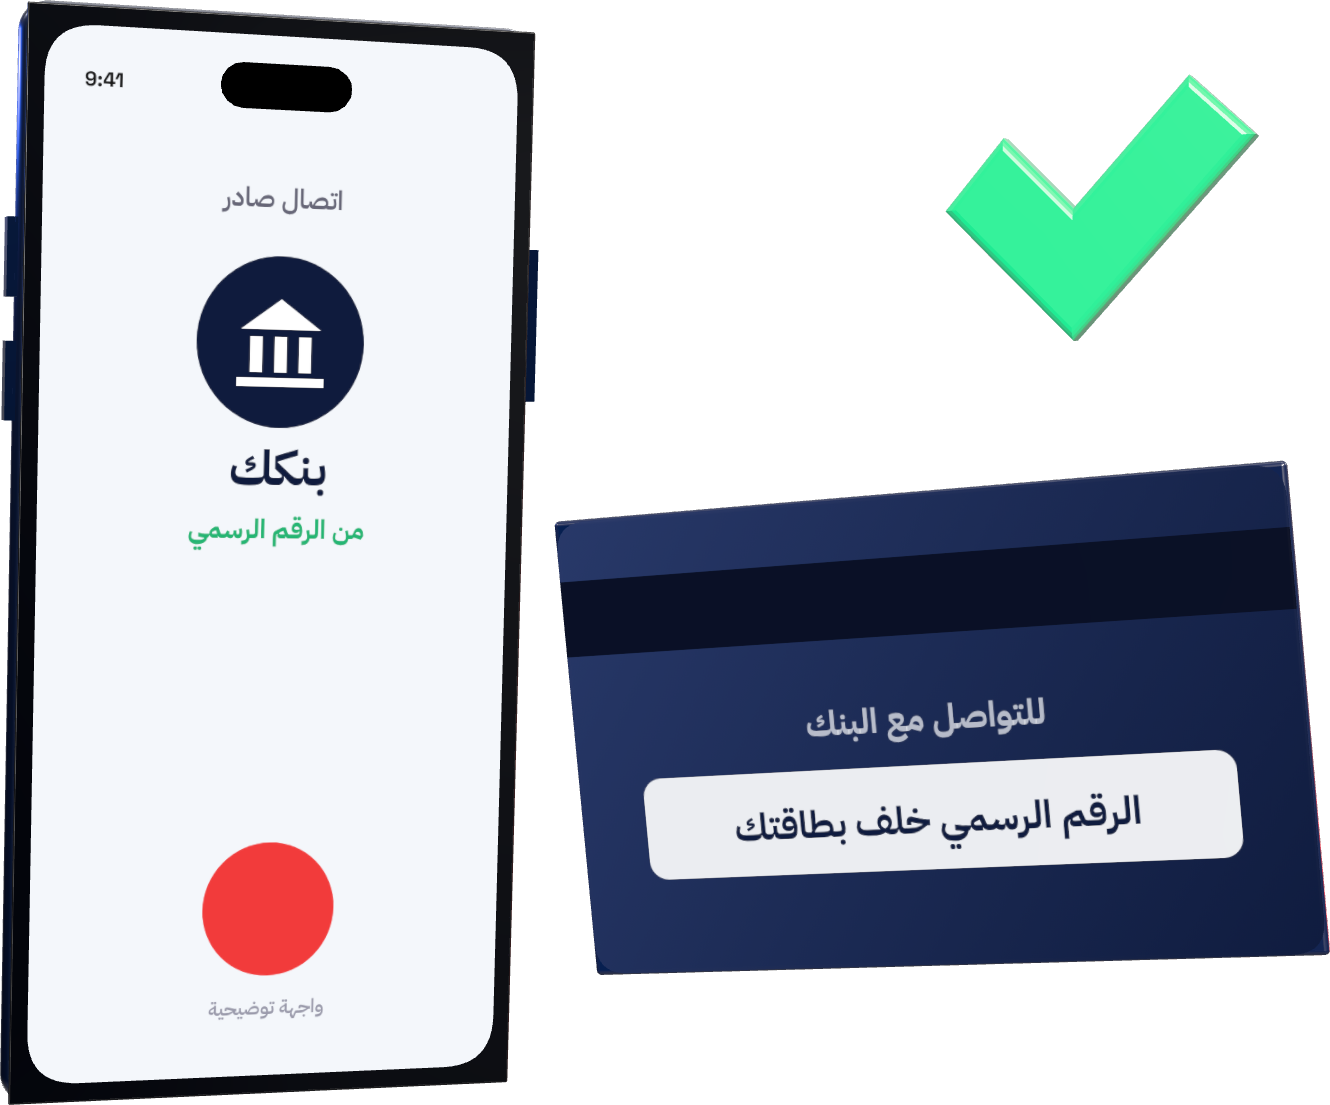 9:41
اتصال صادر
بنكك
من الرقم الرسمي
واجهة توضيحية
للتواصل مع البنك
الرقم الرسمي خلف بطاقتك